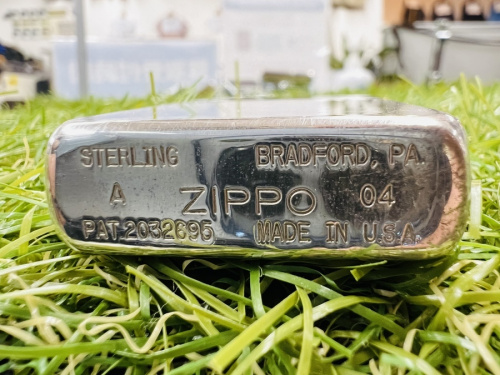 STERLING BRADFORD, PA.
A ZIPPO 04
PAT. 2032695 MADE IN U.S.A.